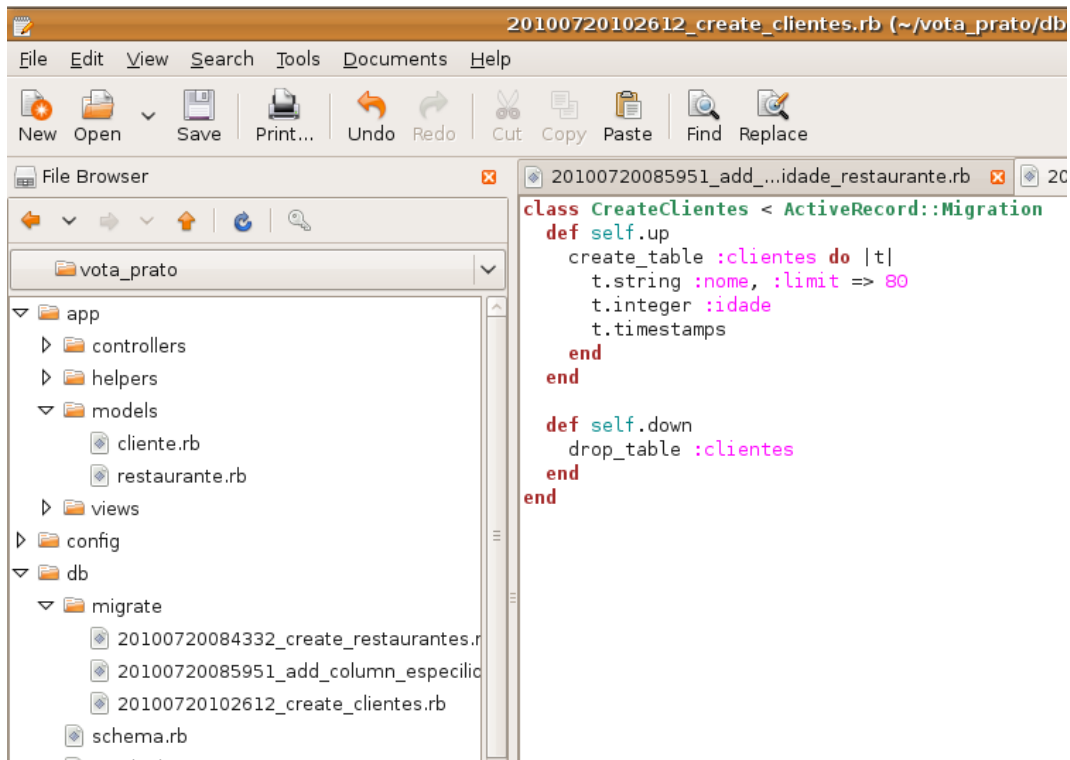 20100720102612_create_clientes.rb (~/vota_prato/db
File Edit View Search Tools Documents Help
New Open Save Print... Undo Redo Cut Copy Paste Find Replace
File Browser
20100720085951_add_...idade_restaurante.rb
20
vota_prato
app
controllers
helpers
models
cliente.rb
restaurante.rb
views
config
db
migrate
20100720084332_create_restaurantes.r
20100720085951_add_column_especilid
20100720102612_create_clientes.rb
schema.rb
class CreateClientes < ActiveRecord::Migration
  def self.up
    create_table :clientes do |t|
      t.string :nome, :limit => 80
      t.integer :idade
      t.timestamps
    end
  end

  def self.down
    drop_table :clientes
  end
end